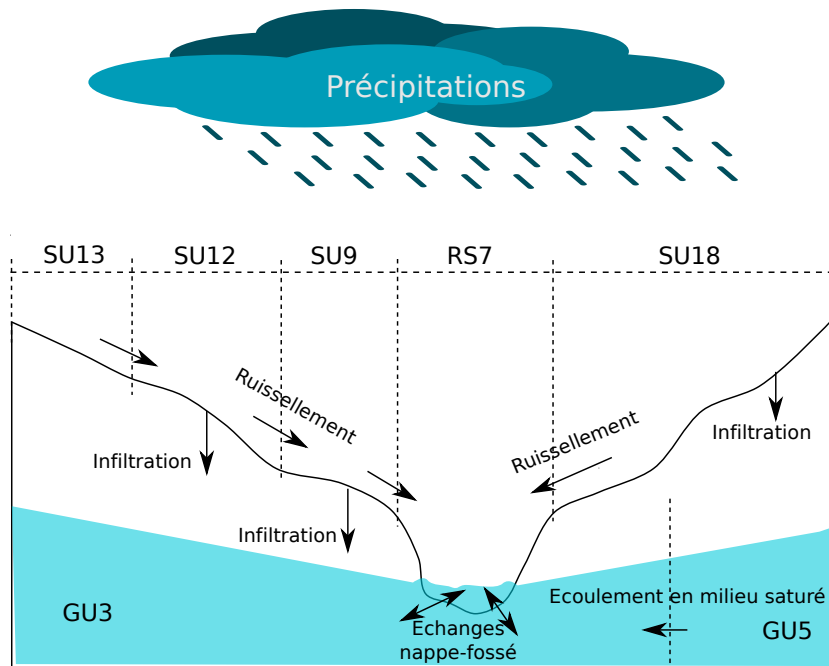 Précipitations
SU13
SU12
SU9
RS7
SU18
Ruissellement
Infiltration
Ruissellement
Infiltration
Infiltration
GU3
Echanges
nappe-fossé
Ecoulement en milieu saturé
GU5